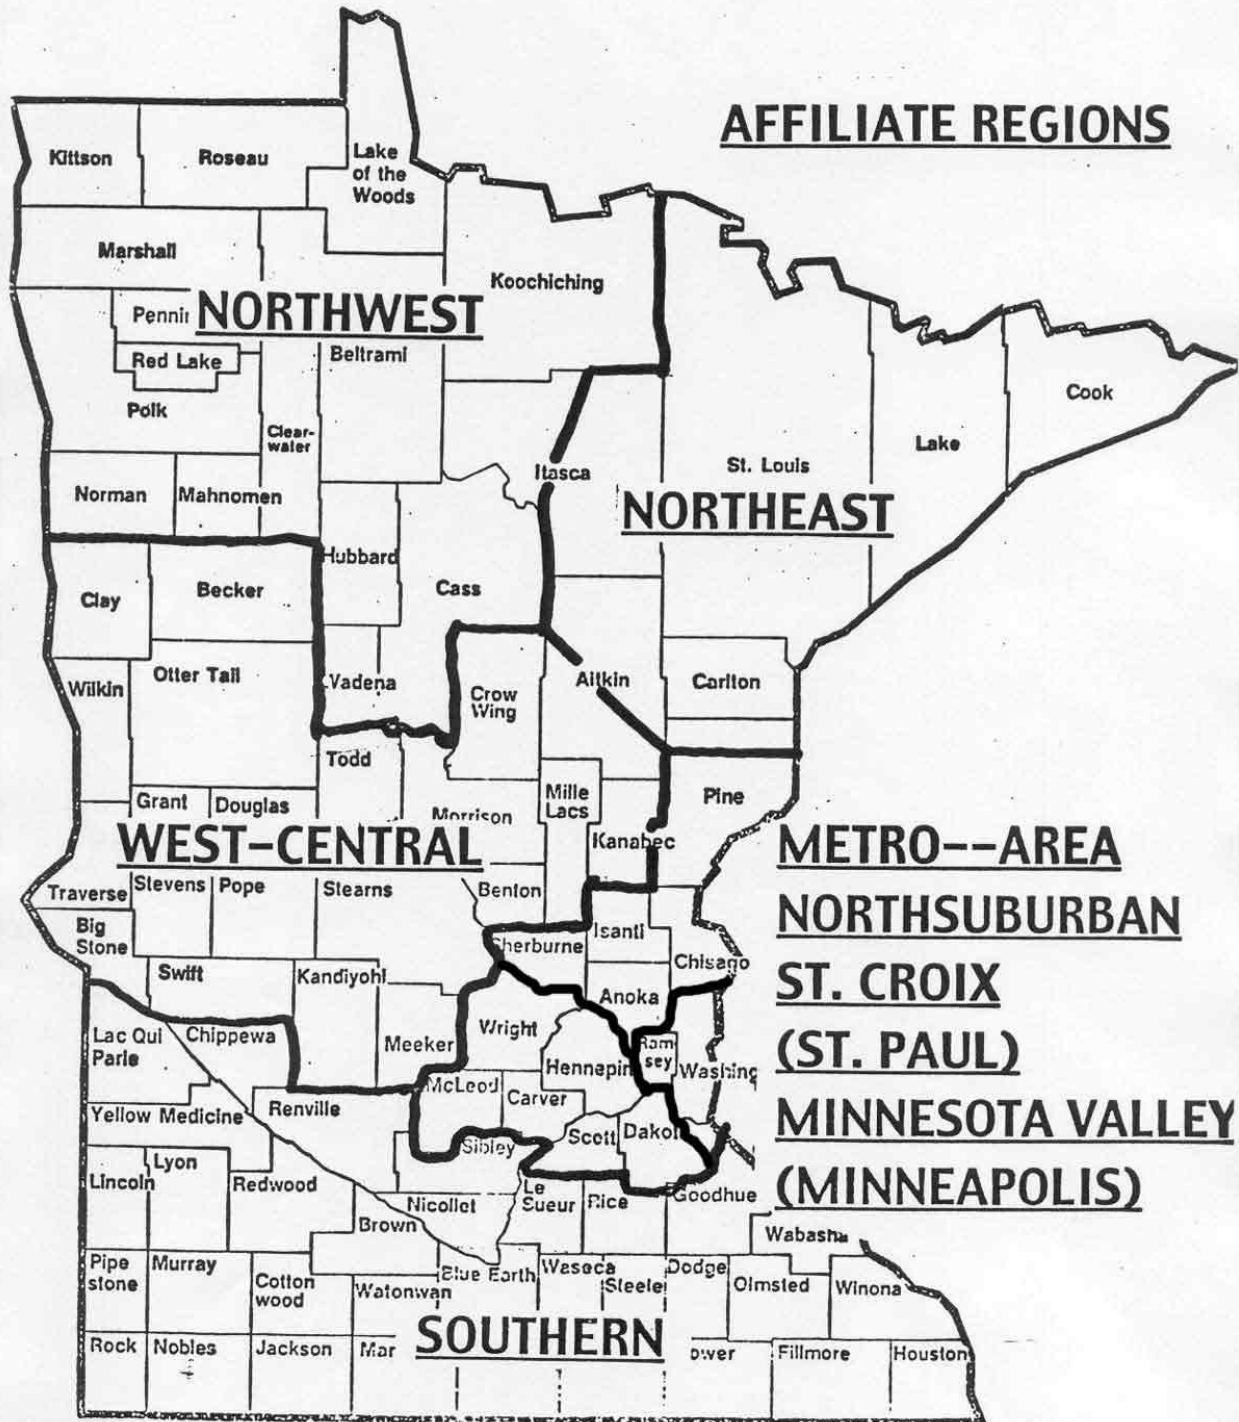 AFFILIATE REGIONS
Kittson
Roseau
Lake
of the
Woods
Marshall
Koochiching
NORTHWEST
Red Lake
Beltrami
Polk
Clear-
water
Cook
Lake
St. Louis
Itasca
Norman
Mahnomen
NORTHEAST
Hubbard
Cass
Becker
Clay
Otter Tail
Wilkin
Crow
Wing
Aitkin
Carlton
Todd
Grant
Douglas
Morrison
Mille
Lacs
Pine
Kanabec
WEST-CENTRAL
METRO--AREA
Traverse
Stevens
Pope
Stearns
Benton
NORTHSUBURBAN
Big
Stone
Sherburne
Isanti
Chisago
ST. CROIX
Swift
Kandiyohi
Anoka
(ST. PAUL)
Lac Qui
Parle
Chippewa
Meeker
Wright
Hennepin
Ram-
sey
Washing
McLeod
Carver
MINNESOTA VALLEY
Yellow Medicine
Renville
Scott
Dakot
Sibley
Lyon
Lincoln
Redwood
Nicollet
Le
Sueur
Rice
Goodhue
(MINNEAPOLIS)
Brown
Wabasha
Pipe
stone
Murray
Cotton
wood
Watonwan
Blue Earth
Waseca
Steele
Dodge
Olmsted
Winona
SOUTHERN
Rock
Nobles
Jackson
Mar
ower
Fillmore
Houston